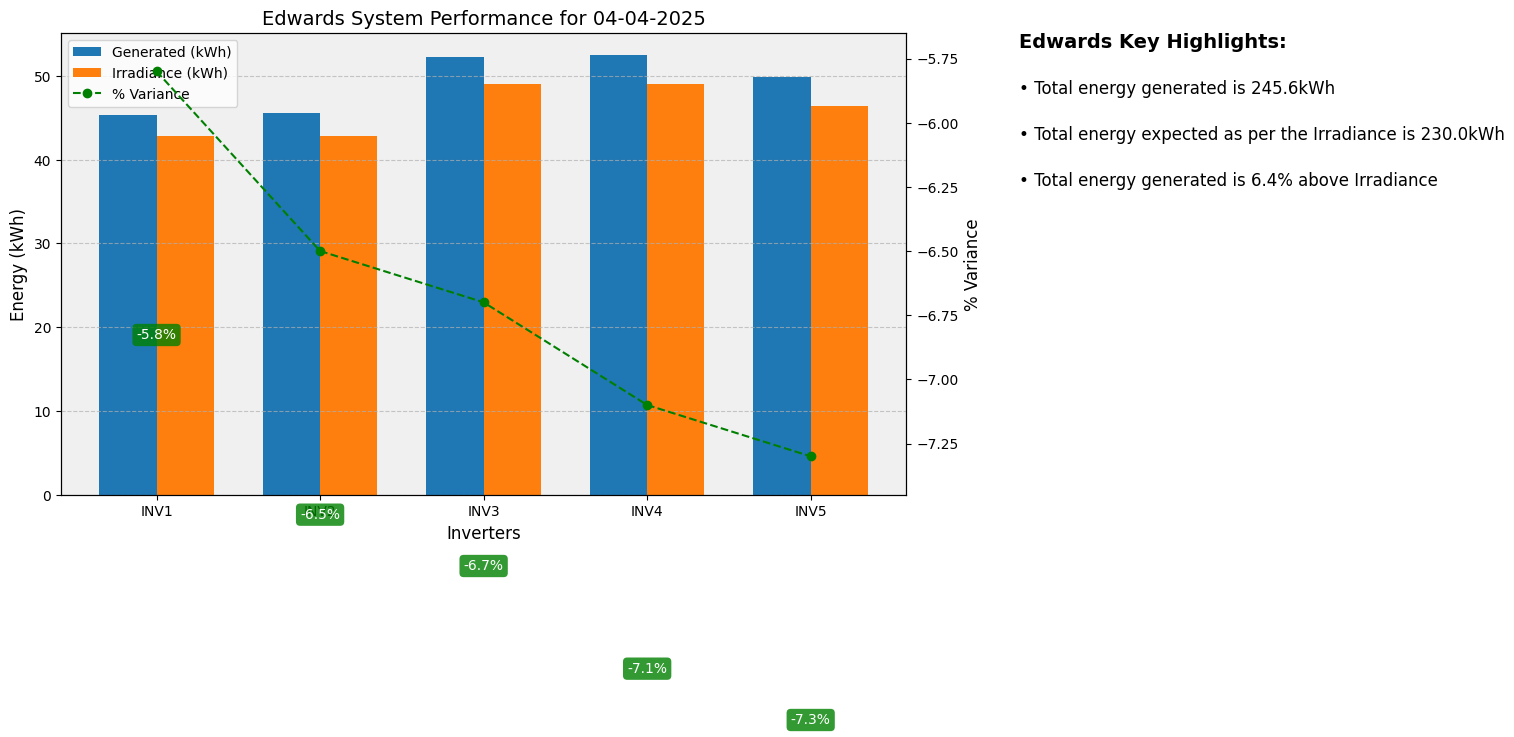 Edwards System Performance for 04-04-2025
Generated (kWh)
Irradiance (kWh)
% Variance
Energy (kWh)
50
40
30
20
10
0
−5.75
−6.00
−6.25
−6.50
−6.75
−7.00
−7.25
% Variance
-5.8%
-6.5%
-6.7%
-7.1%
-7.3%
INV1
INV3
INV4
INV5
Inverters
Edwards Key Highlights:
• Total energy generated is 245.6kWh
• Total energy expected as per the Irradiance is 230.0kWh
• Total energy generated is 6.4% above Irradiance